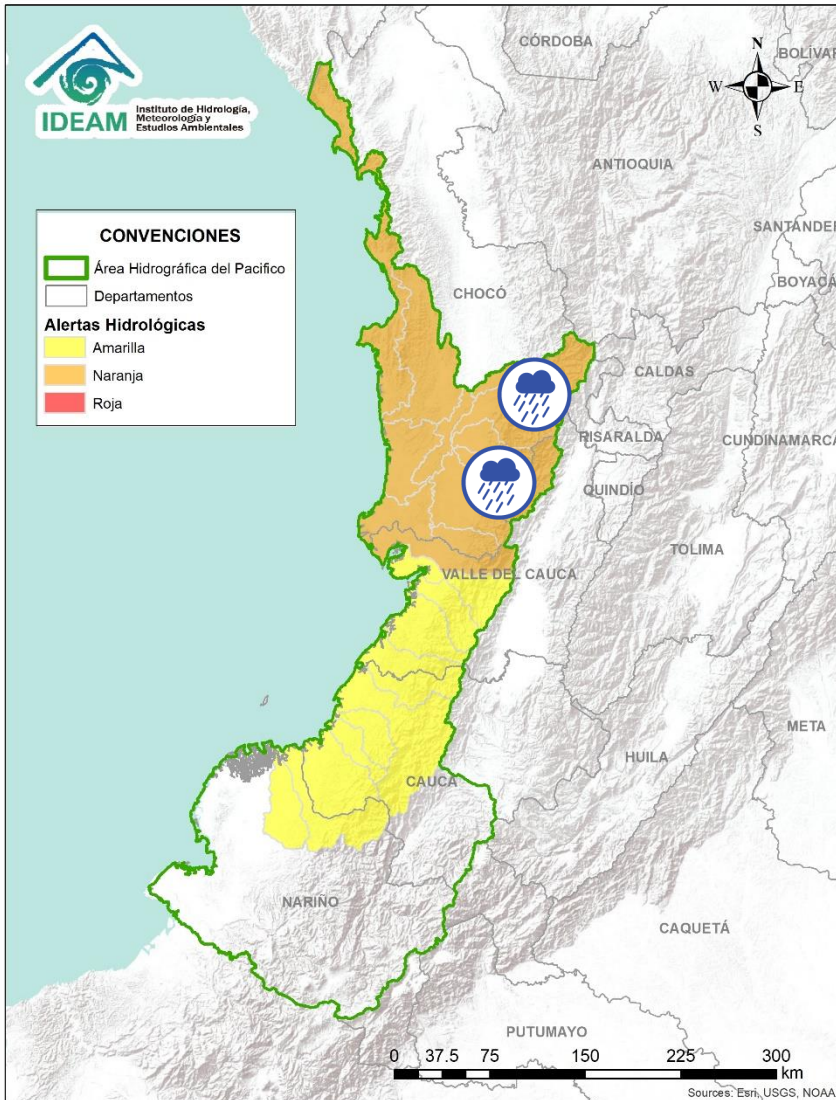 IDEAM
Instituto de Hidrología,
Meteorología y
Estudios Ambientales
CÓRDOBA
BOLÍVAR
N
W
E
S
ANTIOQUIA
SANTANDER
BOYACÁ
CONVENCIONES
Área Hidrográfica del Pacifico
Departamentos
Alertas Hidrológicas
Amarilla
Naranja
Roja
CHOCÓ
CALDAS
RISARALDA
CUNDINAMARCA
QUINDÍO
TOLIMA
VALLE DEL CAUCA
META
HUILA
CAUCA
NARIÑO
CAQUETÁ
PUTUMAYO
0 37.5 75 150 225 300
km
Sources: Esri, USGS, NOAA